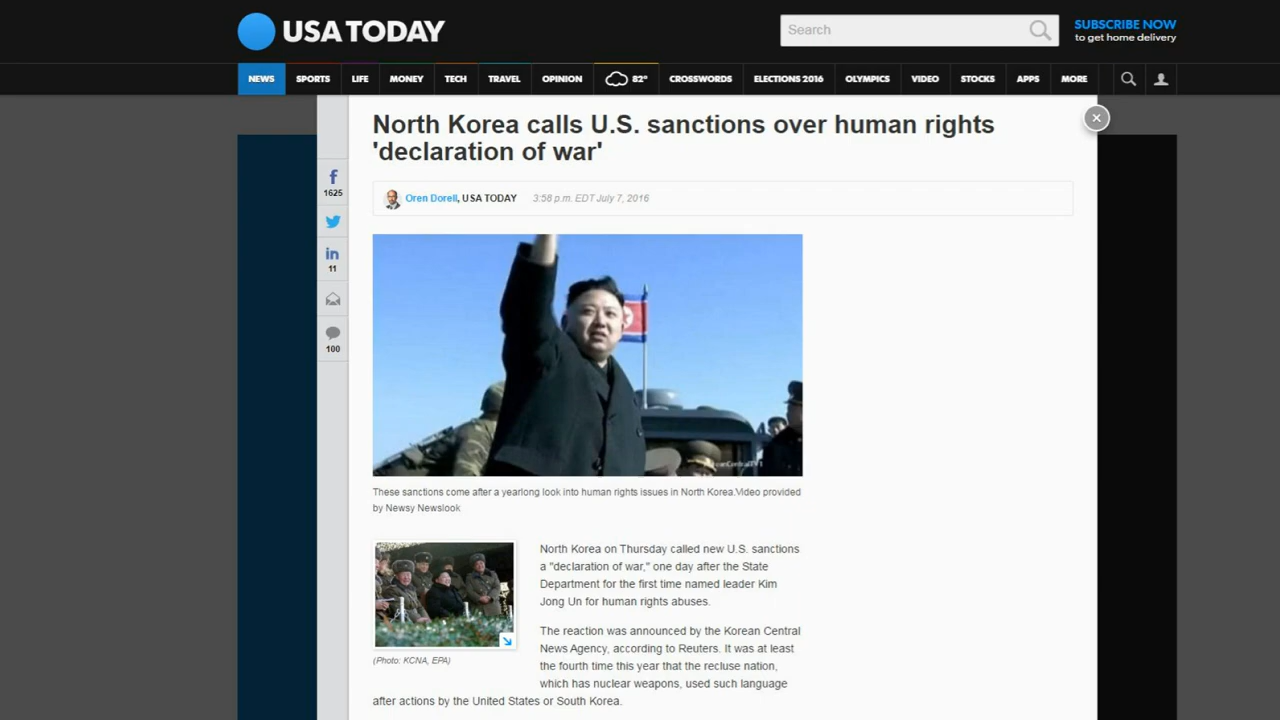 USA TODAY
Search
SUBSCRIBE NOW
to get home delivery
NEWS SPORTS LIFE MONEY TECH TRAVEL OPINION 82° CROSSWORDS ELECTIONS 2016 OLYMPICS VIDEO STOCKS APPS MORE
North Korea calls U.S. sanctions over human rights
'declaration of war'
Oren Dorell, USA TODAY 3:58 p.m. EDT July 7, 2016
f
1625
in
11
100
These sanctions come after a yearlong look into human rights issues in North Korea.Video provided
by Newsy Newslook
North Korea on Thursday called new U.S. sanctions
a "declaration of war," one day after the State
Department for the first time named leader Kim
Jong Un for human rights abuses.
(Photo: KCNA, EPA)
The reaction was announced by the Korean Central
News Agency, according to Reuters. It was at least
the fourth time this year that the recluse nation,
which has nuclear weapons, used such language
after actions by the United States or South Korea.